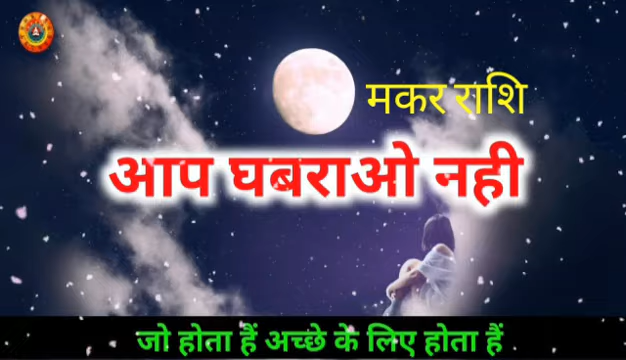 मकर राशि
आप घबराओ नही
जो होता हैं अच्छे के लिए होता हैं